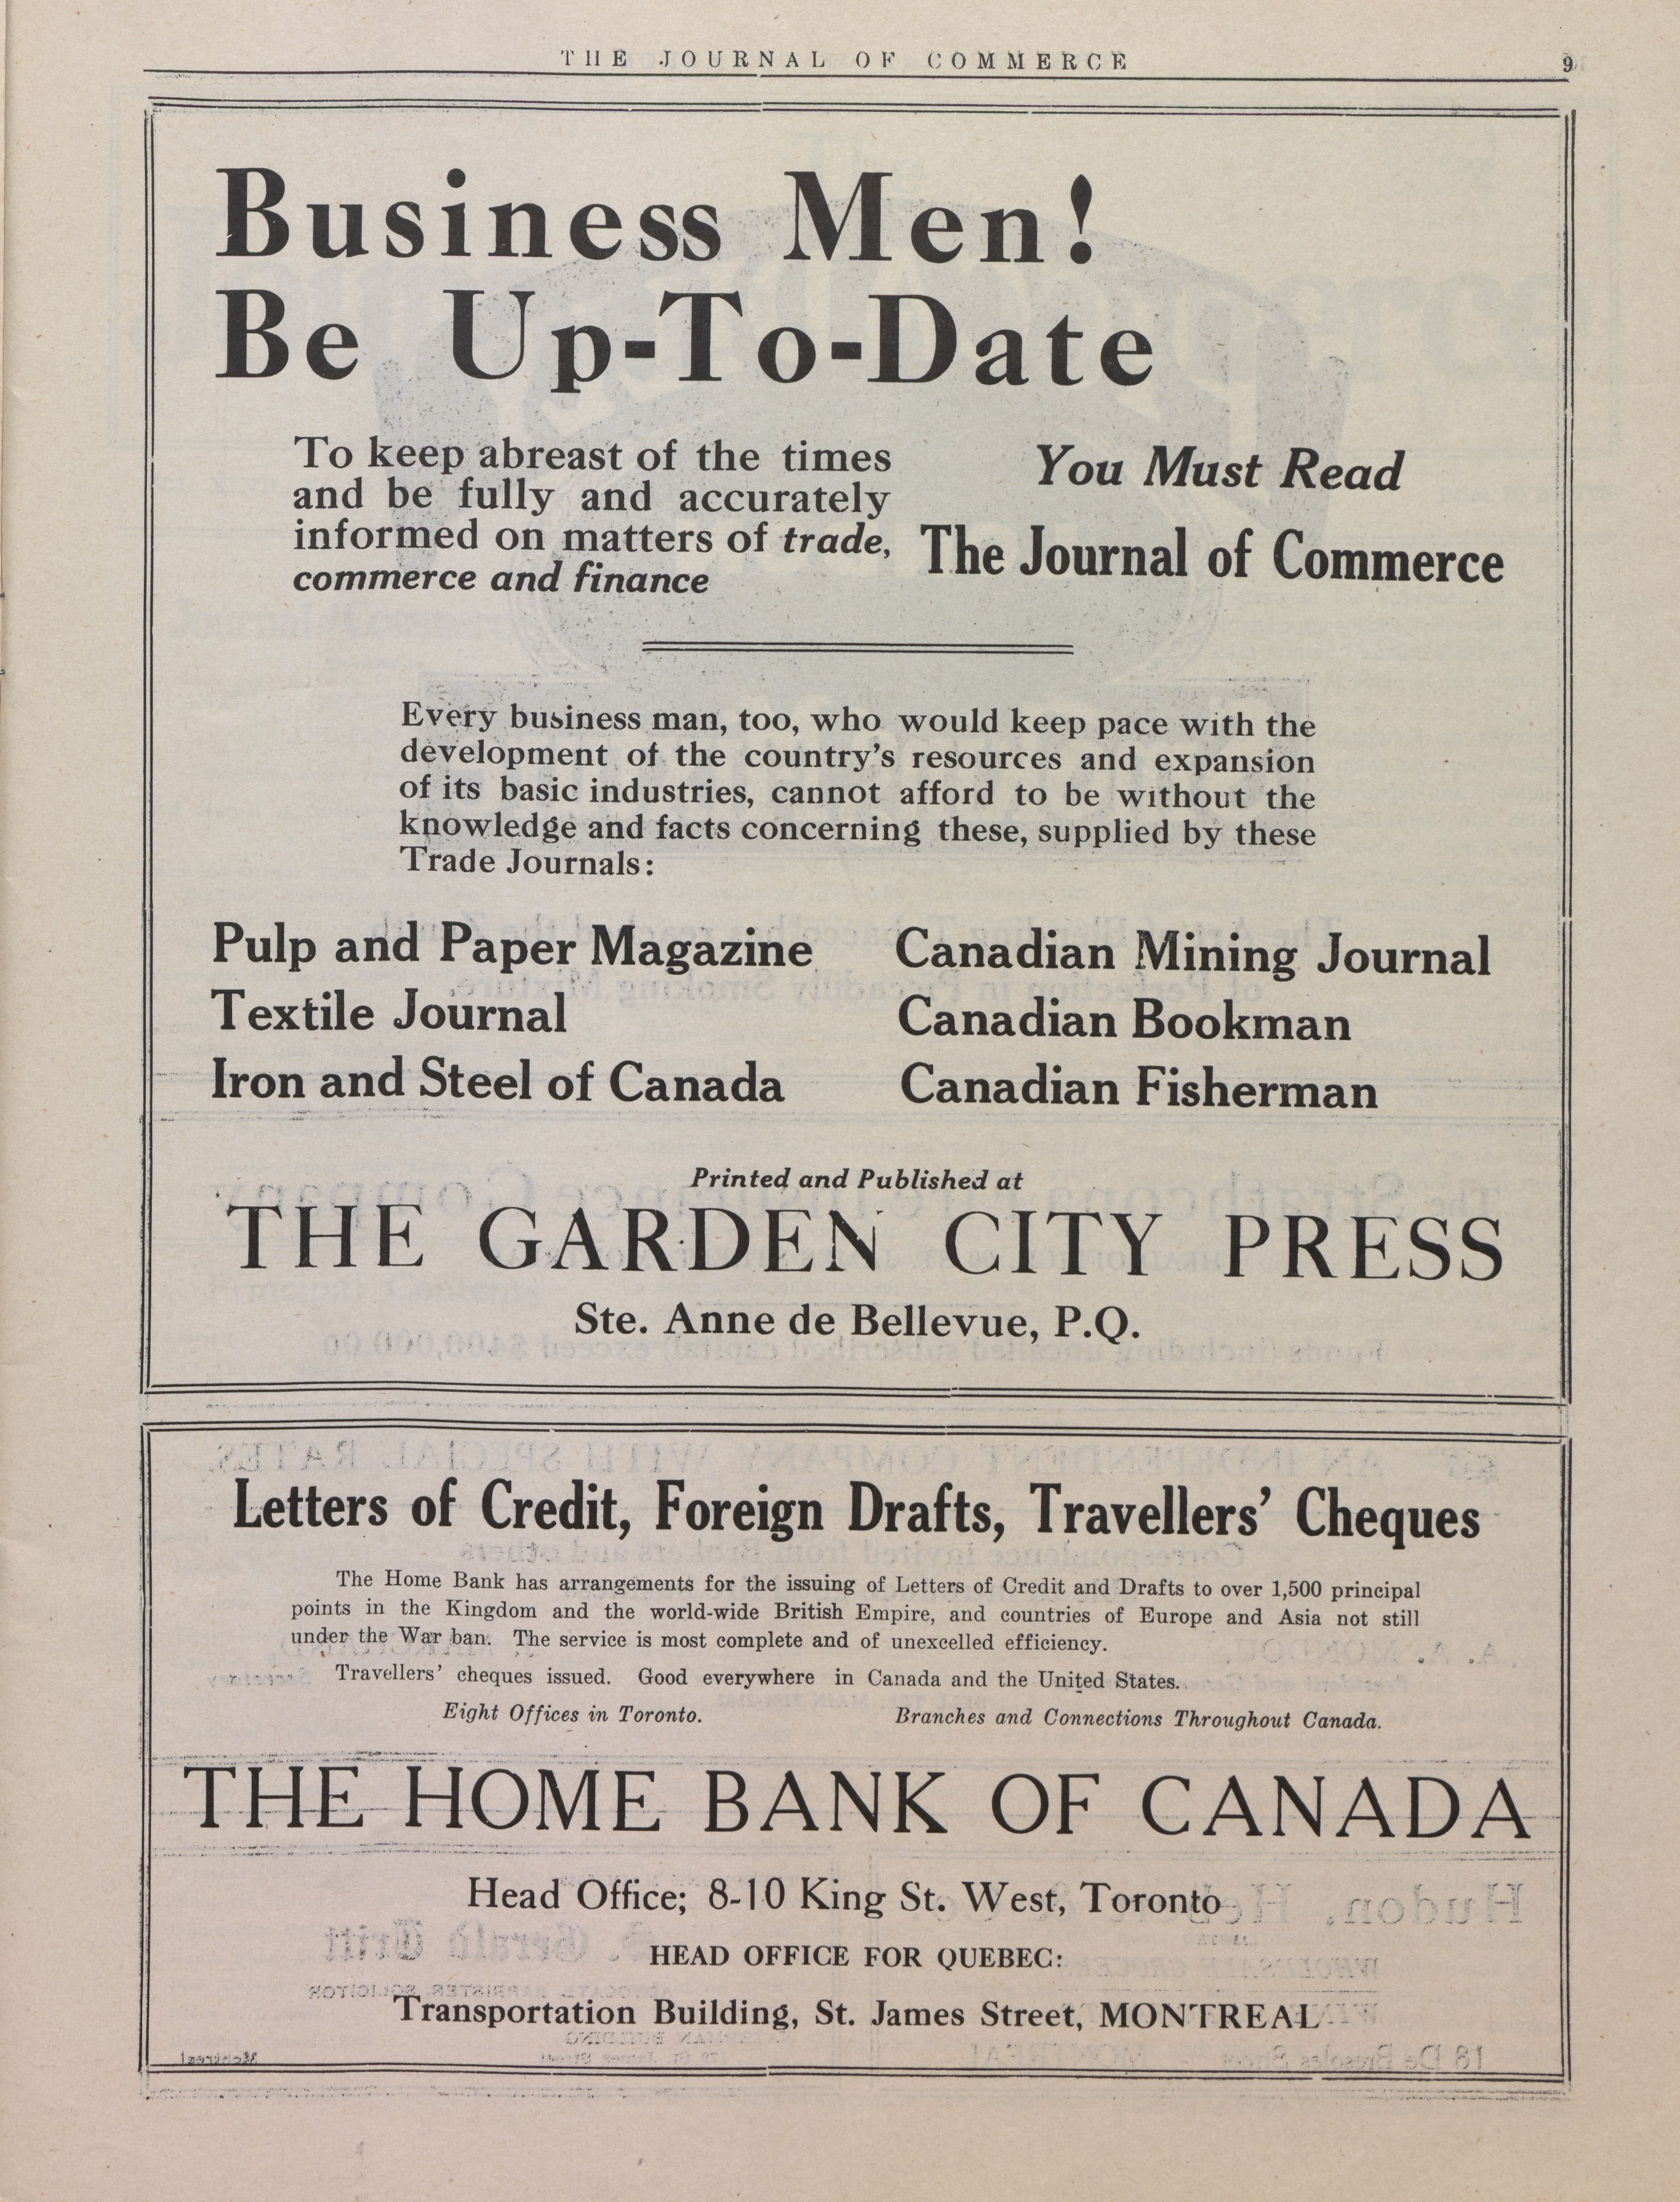 THE JOURNAL OF COMMERCE 9
Business Men!
Be Up-To-Date
To keep abreast of the times
and be fully and accurately
informed on matters of trade,
commerce and finance
You Must Read
The Journal of Commerce
Every business man, too, who would keep pace with the
development of the country's resources and expansion
of its basic industries, cannot afford to be without the
knowledge and facts concerning these, supplied by these
Trade Journals:
Pulp and Paper Magazine
Textile Journal
Iron and Steel of Canada
Canadian Mining Journal
Canadian Bookman
Canadian Fisherman
Printed and Published at
THE GARDEN CITY PRESS
Ste. Anne de Bellevue, P.Q.
Letters of Credit, Foreign Drafts, Travellers' Cheques
The Home Bank has arrangements for the issuing of Letters of Credit and Drafts to over 1,500 principal
points in the Kingdom and the world-wide British Empire, and countries of Europe and Asia not still
under the War ban. The service is most complete and of unexcelled efficiency.
Travellers' cheques issued. Good everywhere in Canada and the United States.
Eight Offices in Toronto. Branches and Connections Throughout Canada.
THE HOME BANK OF CANADA
Head Office; 8-10 King St. West, Toronto
HEAD OFFICE FOR QUEBEC:
Transportation Building, St. James Street, MONTREAL